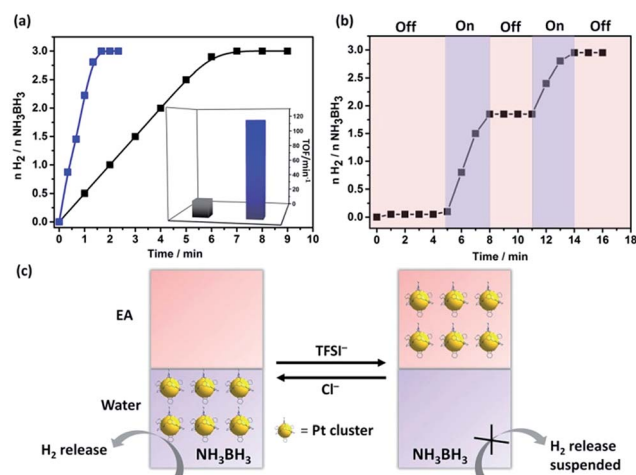 (a)
n H₂ / n NH₃BH₃
3.0
2.5
2.0
1.5
1.0
0.5
0.0
0 1 2 3 4 5 6 7 8 9 10
Time / min
120
100
80
60
40
20
0
TOF/min⁻¹
(b)
Off On Off On Off
n H₂ / n NH₃BH₃
3.0
2.5
2.0
1.5
1.0
0.5
0.0
0 2 4 6 8 10 12 14 16 18
Time / min
(c)
EA
Water
H₂ release
NH₃BH₃
TFSI⁻
Cl⁻
= Pt cluster
NH₃BH₃
H₂ release
suspended